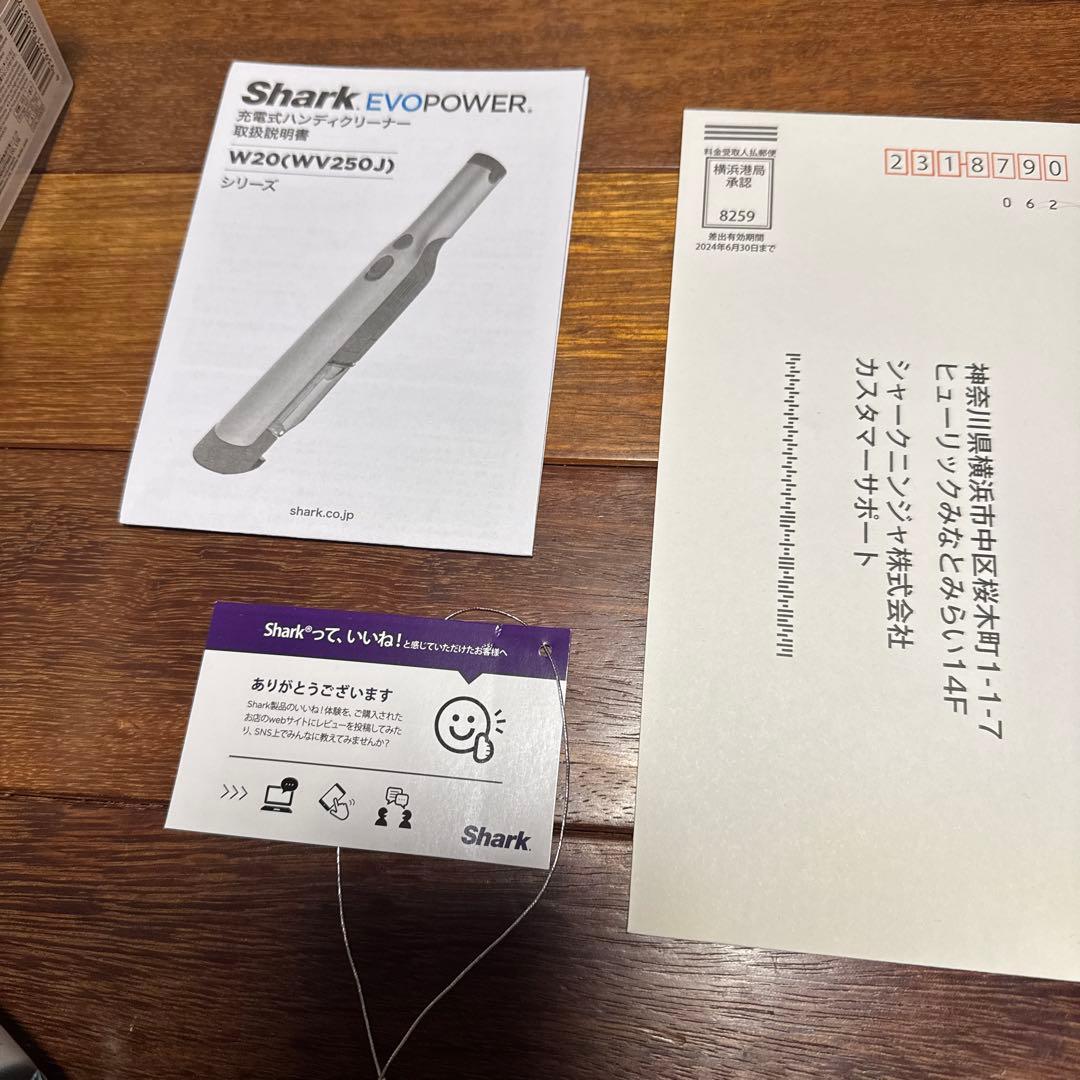 Shark. EVOPOWER.
充電式ハンディクリーナー
取扱説明書
W20(WV250J)
シリーズ
shark.co.jp
Shark®って、いいね!と感じていただけたお客様へ
ありがとうございます
Shark製品のいいね!体験を、ご購入された
お店のwebサイトにレビューを投稿してみた
り、SNS上でみんなに教えてみませんか?
>>>
Shark.
料金受取人払郵便
横浜港局
承認
8259
差出有効期間
2024年6月30日まで
231-8790
062
神奈川県横浜市中区桜木町1-1-7
ヒューリックみなとみらい14F
シャークニンジャ株式会社
カスタマーサポート